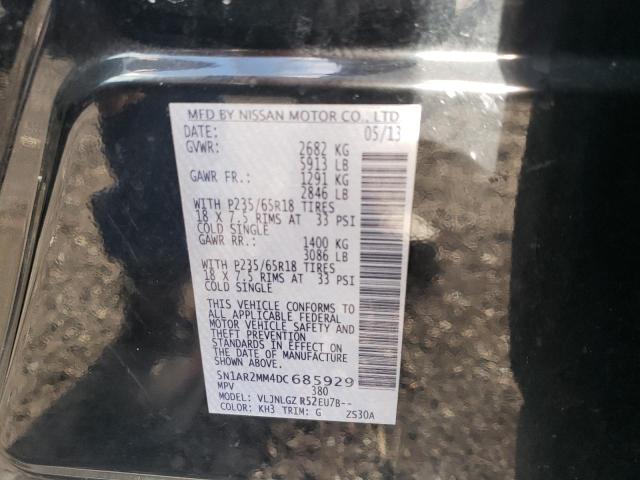 MFD BY NISSAN MOTOR CO., LTD
DATE: 05/13
GVWR: 2682 KG
5913 LB
GAWR FR.: 1291 KG
2846 LB
WITH P235/65R18 TIRES
18 X 7.5 RIMS AT 33 PSI
COLD SINGLE
GAWR RR.: 1400 KG
3086 LB
WITH P235/65R18 TIRES
18 X 7.5 RIMS AT 33 PSI
COLD SINGLE
THIS VEHICLE CONFORMS TO
ALL APPLICABLE FEDERAL
MOTOR VEHICLE SAFETY AND
THEFT PREVENTION
STANDARDS IN EFFECT ON
THE DATE OF MANUFACTURE
SHOWN ABOVE.
5N1AR2MM4DC685929
MPV 380
MODEL: VLJNLGZ R52EU7B--
COLOR: KH3 TRIM: G ZS30A